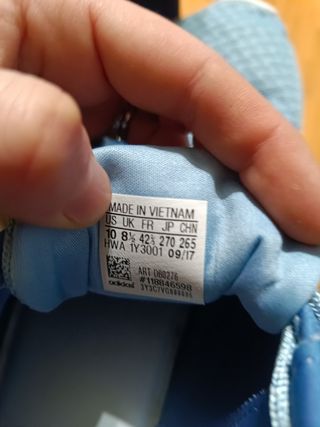 MADE IN VIETNAM
US UK FR JP CHN
10 8½ 42⅔ 270 265
HWA 1Y3001 09/17
ART DB0276
#118846598
adidas